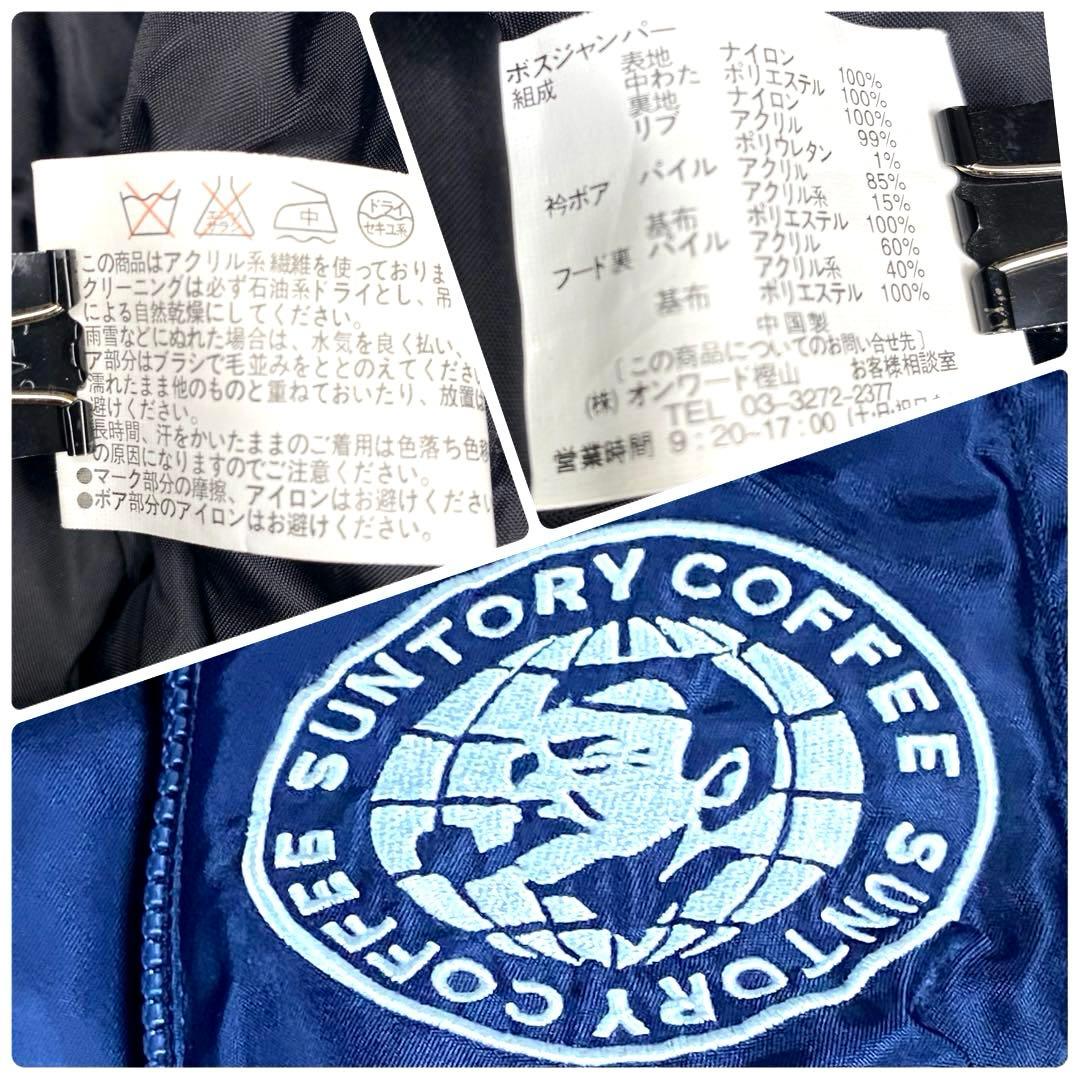 エンソ
サラシ
中
ドライ
セキユ系
この商品はアクリル系繊維を使っておりま
クリーニングは必ず石油系ドライとし、吊
による自然乾燥にしてください。
雨雪などにぬれた場合は、水気を良く払い、
ア部分はブラシで毛並みをととのえてくださ
濡れたまま他のものと重ねておいたり、放置は
避けください。
長時間、汗をかいたままのご着用は色落ち色移
の原因になりますのでご注意ください。
●マーク部分の摩擦、アイロンはお避けくださ
●ボア部分のアイロンはお避けください。
ボスジャンパー
組成 表地 ナイロン 100%
中わた ポリエステル 100%
裏地 ナイロン 100%
リブ アクリル 99%
ポリウレタン 1%
衿ボア パイル アクリル 85%
アクリル系 15%
基布 ポリエステル 100%
フード裏 パイル アクリル 60%
アクリル系 40%
基布 ポリエステル 100%
中国製
[この商品についてのお問い合せ先]
(株)オンワード樫山 お客様相談室
TEL 03-3272-2377
営業時間 9:20~17:00 (土・日・祝日
SUNTORY COFFEE SUNTORY COFFEE